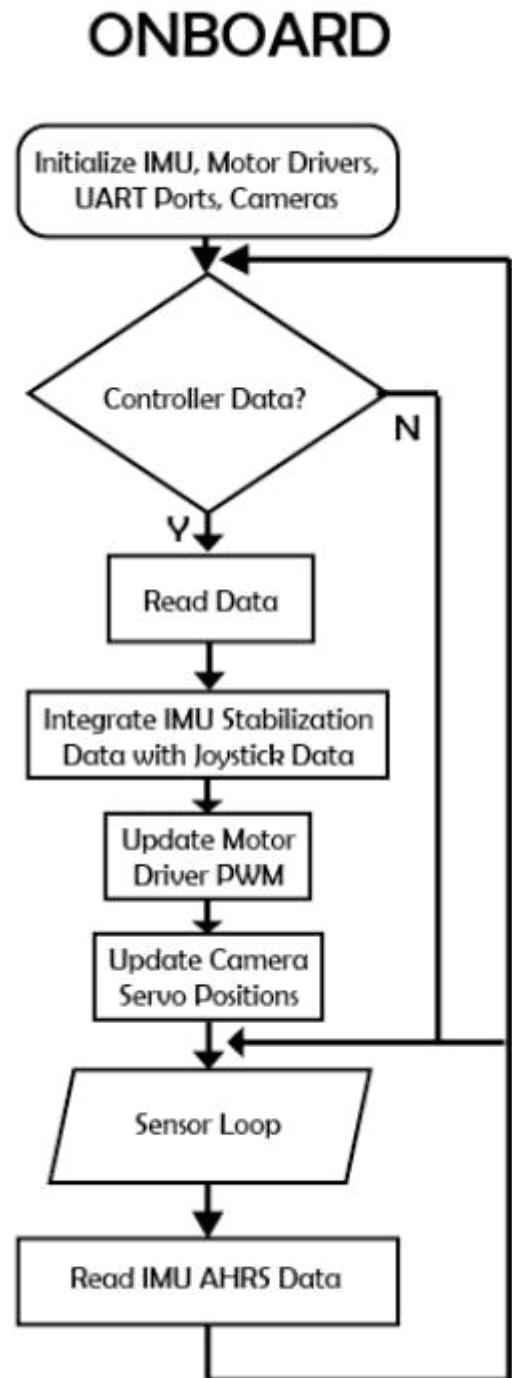 ONBOARD
Initialize IMU, Motor Drivers,
UART Ports, Cameras
Controller Data?
N
Y
Read Data
Integrate IMU Stabilization
Data with Joystick Data
Update Motor
Driver PWM
Update Camera
Servo Positions
Sensor Loop
Read IMU AHRS Data